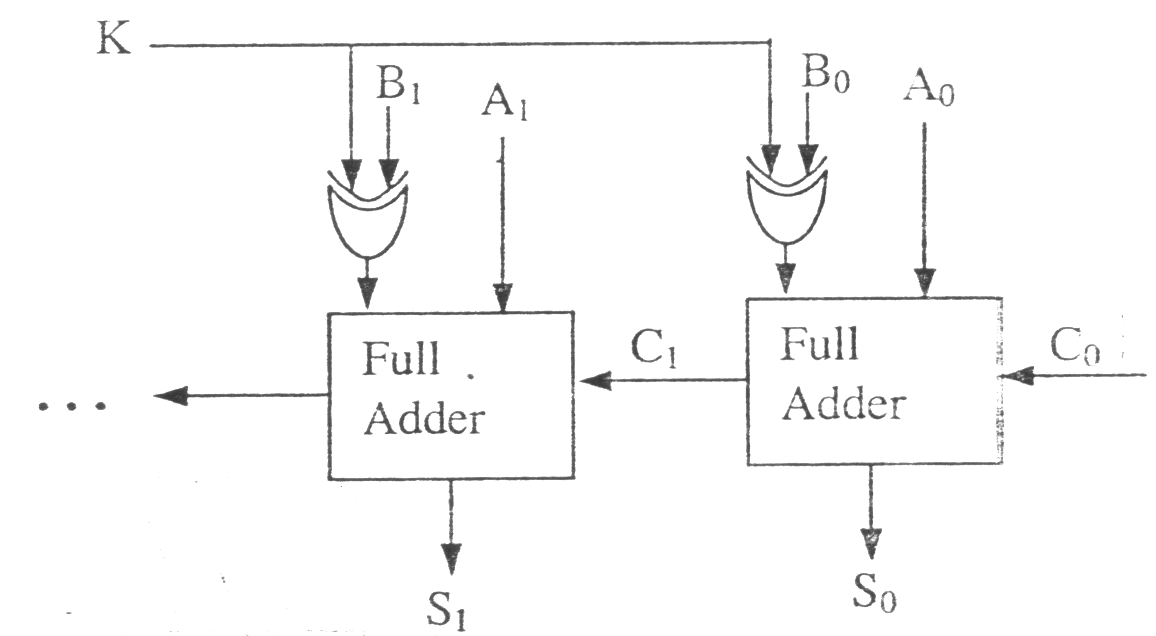 K
B₁
A₁
B₀
A₀
Full
Adder
C₁
Full
Adder
C₀
...
S₁
S₀